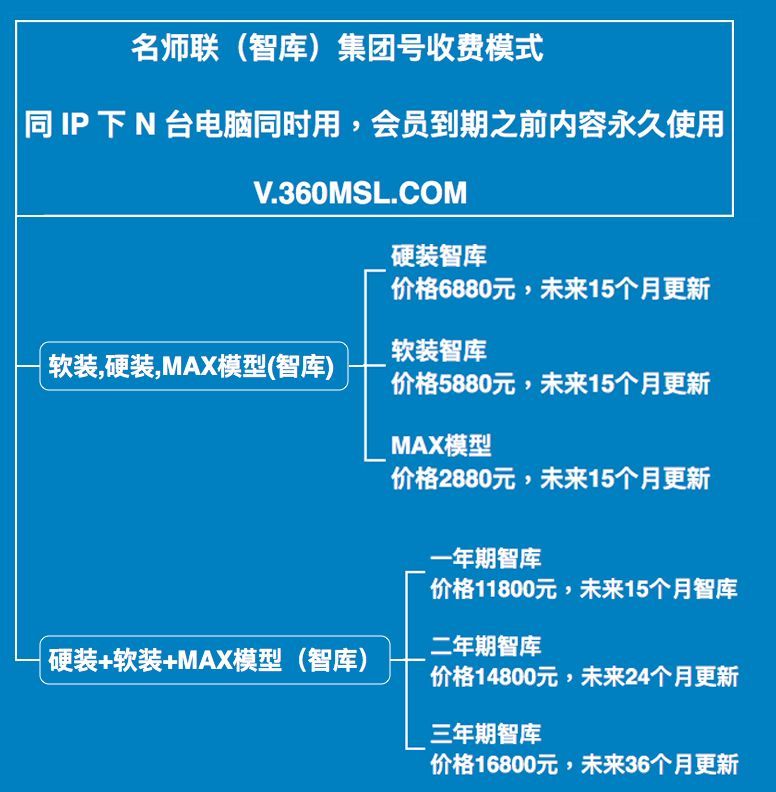 名师联（智库）集团号收费模式
同 IP 下 N 台电脑同时用，会员到期之前内容永久使用
V.360MSL.COM
软装,硬装,MAX模型(智库)
硬装智库
价格6880元，未来15个月更新
软装智库
价格5880元，未来15个月更新
MAX模型
价格2880元，未来15个月更新
硬装+软装+MAX模型（智库）
一年期智库
价格11800元，未来15个月智库
二年期智库
价格14800元，未来24个月更新
三年期智库
价格16800元，未来36个月更新